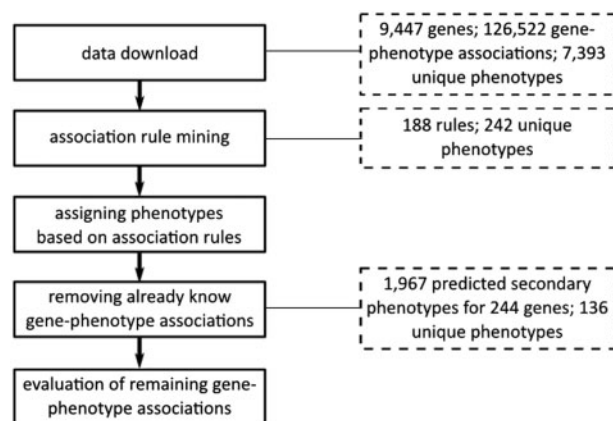 data download
9,447 genes; 126,522 gene-
phenotype associations; 7,393
unique phenotypes
association rule mining
188 rules; 242 unique
phenotypes
assigning phenotypes
based on association rules
removing already know
gene-phenotype associations
1,967 predicted secondary
phenotypes for 244 genes; 136
unique phenotypes
evaluation of remaining gene-
phenotype associations